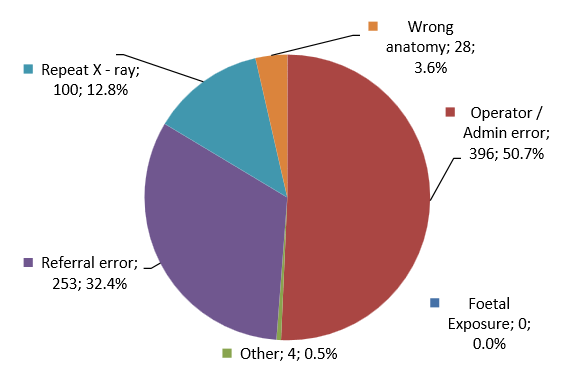 Wrong
anatomy; 28;
3.6%
Operator /
Admin error;
396; 50.7%
Foetal
Exposure; 0;
0.0%
Other; 4; 0.5%
Referral error;
253; 32.4%
Repeat X - ray;
100; 12.8%